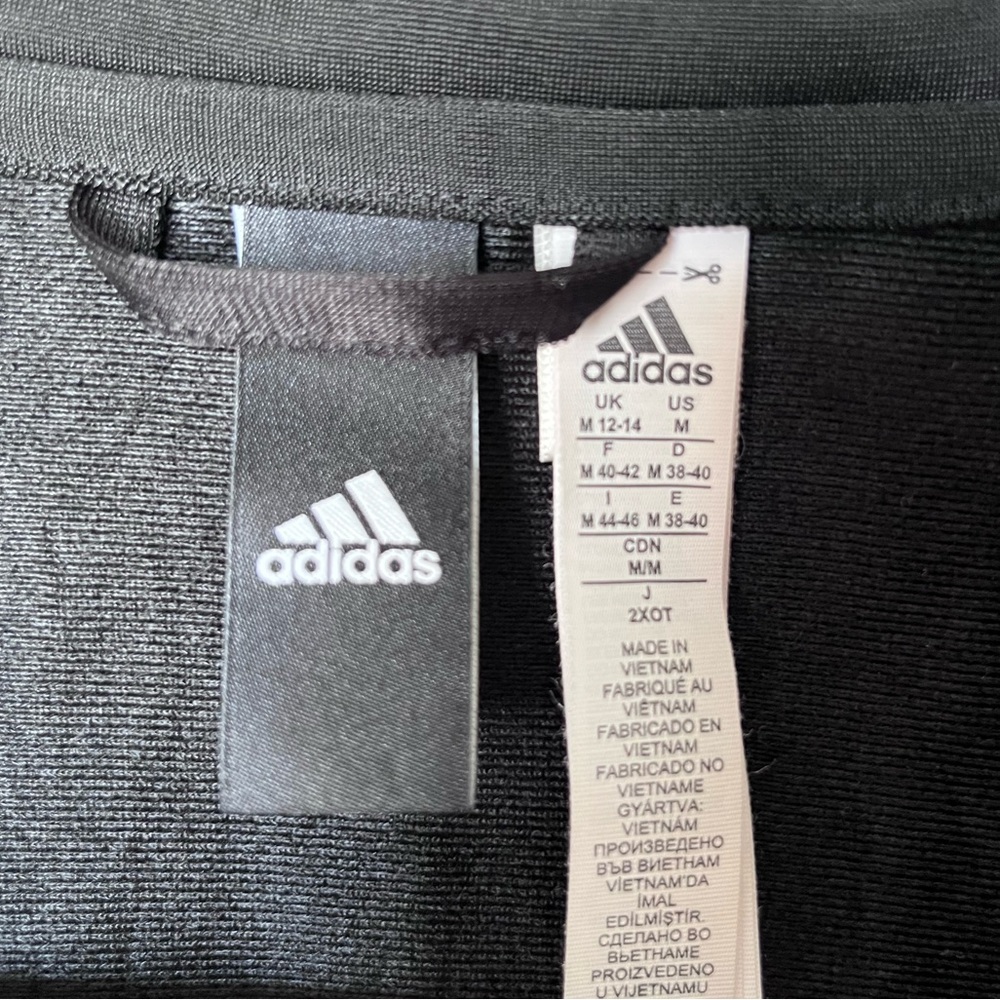 adidas
adidas
UK US
M 12-14 M
F D
M 40-42 M 38-40
I E
M 44-46 M 38-40
CDN
M/M
J
2XOT
MADE IN
VIETNAM
FABRIQUÉ AU
VIÊTNAM
FABRICADO EN
VIETNAM
FABRICADO NO
VIETNAME
GYÁRTVA:
VIETNÁM
ПРОИЗВЕДЕНО
ВЪВ ВИЕТНАМ
VİETNAM'DA
İMAL
EDİLMİŞTİR.
СДЕЛАНО ВО
ВЬЕТНАМЕ
PROIZVEDENO
U VIJETNAMU